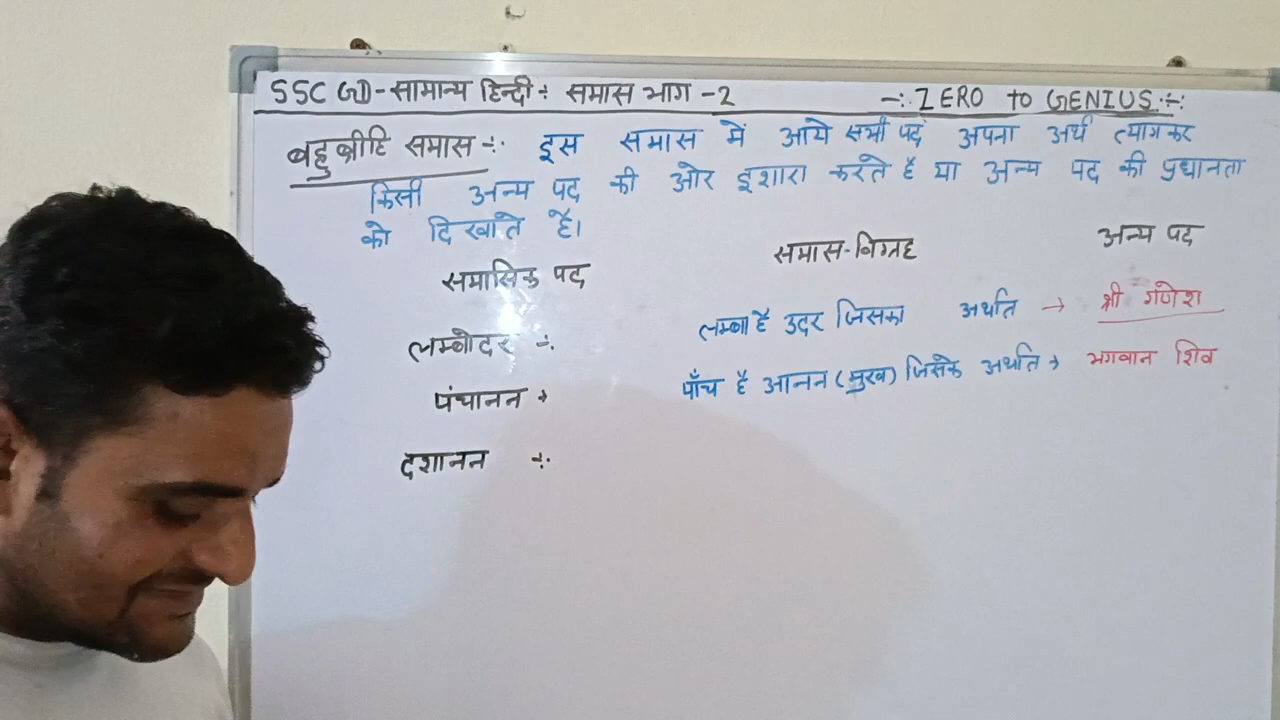 SSC GD-सामान्य हिन्दी÷ समास भाग -2 -: ZERO to GENIUS :-
बहुव्रीहि समास -: इस समास में आये सभी पद अपना अर्थ त्यागकर
किसी अन्य पद की ओर इशारा करते है या अन्य पद की प्रधानता
को दिखाते है।
समासिक पद समास-विग्रह अन्य पद
लम्बोदर -: लम्बा है उदर जिसका अर्थात → श्री गणेश
पंचानन → पाँच है आनन (मुख) जिसके अर्थात → भगवान शिव
दशानन -: